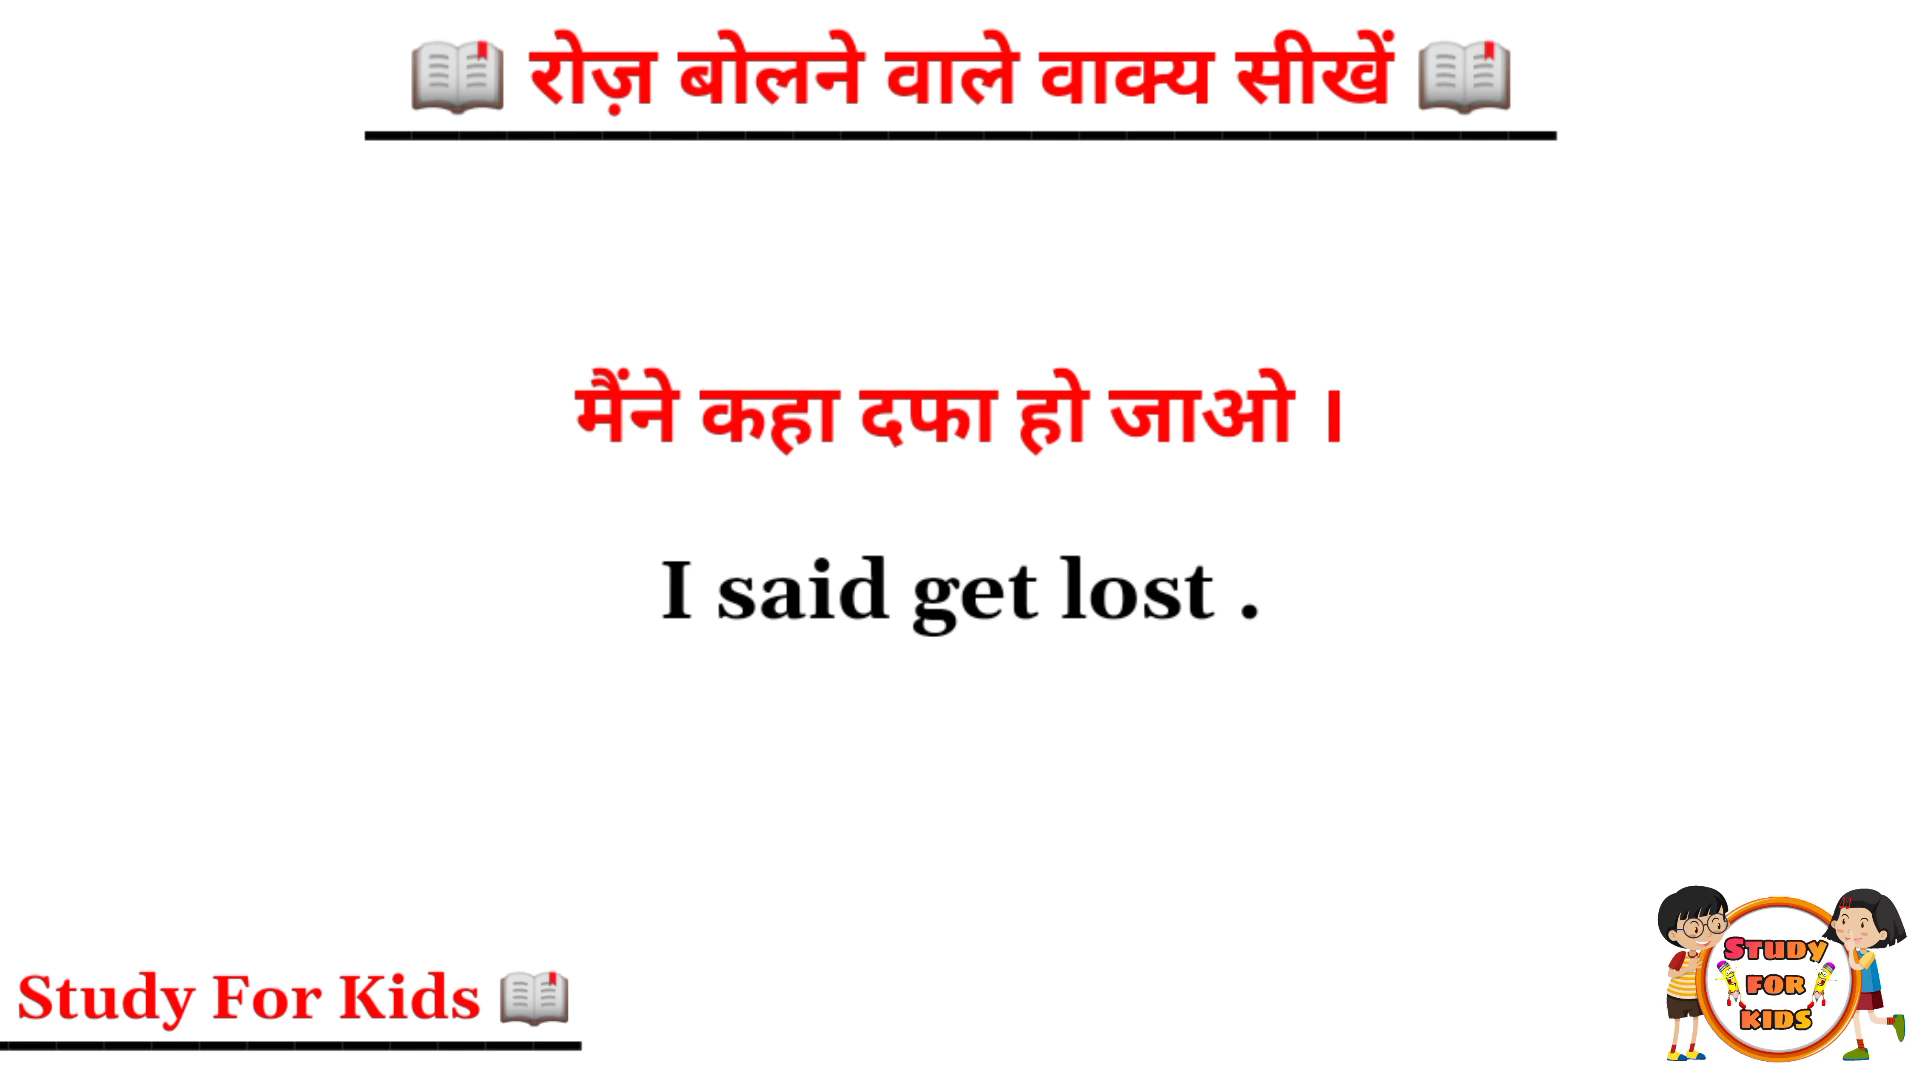 📖 रोज़ बोलने वाले वाक्य सीखें 📖
मैंने कहा दफा हो जाओ ।
I said get lost .
Study For Kids 📖
STUDY
FOR
KIDS